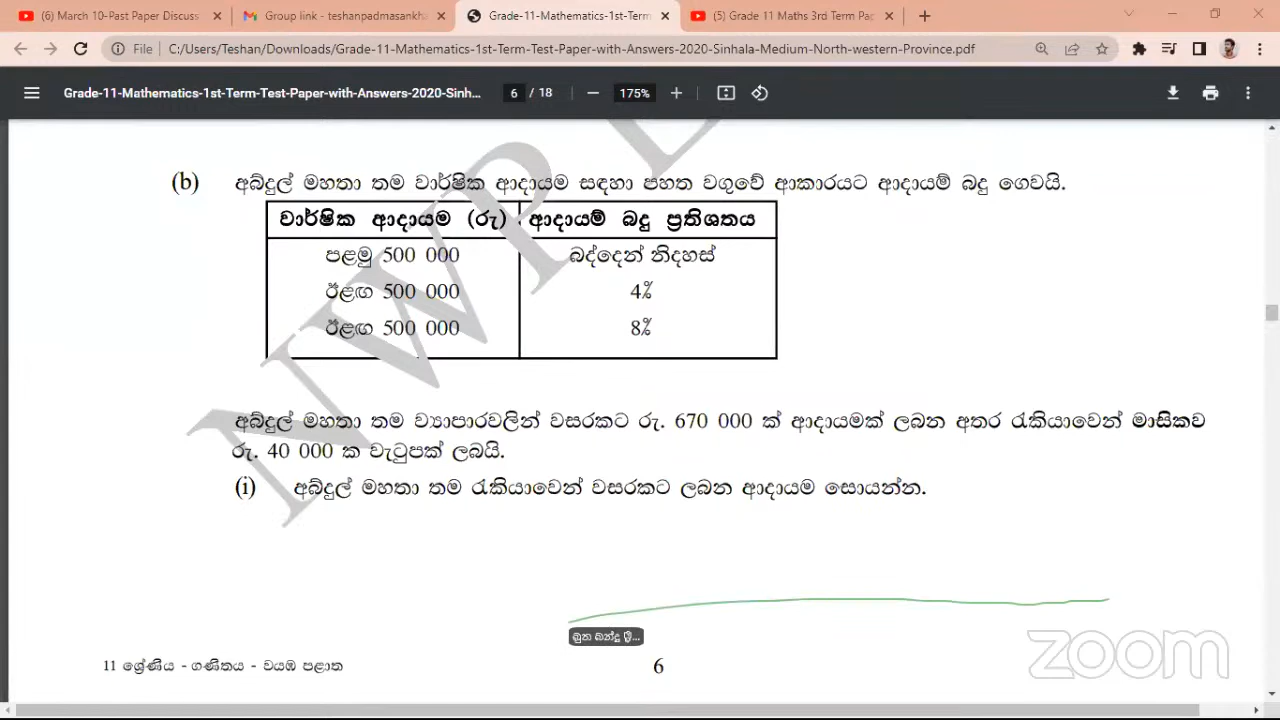 (6) March 10-Past Paper Discuss
Group link - teshanpadmasankh
Grade-11-Mathematics-1st-Term
(5) Grade 11 Maths 3rd Term Pap
File C:/Users/Teshan/Downloads/Grade-11-Mathematics-1st-Term-Test-Paper-with-Answers-2020-Sinhala-Medium-North-western-Province.pdf
Grade-11-Mathematics-1st-Term-Test-Paper-with-Answers-2020-Sinh... 6 / 18 175%
(b) අබ්දුල් මහතා තම වාර්ෂික ආදායම සඳහා පහත වගුවේ ආකාරයට ආදායම් බදු ගෙවයි.
වාර්ෂික ආදායම (රු) ආදායම් බදු ප්‍රතිශතය
පළමු 500 000 බද්දෙන් නිදහස්
ඊළඟ 500 000 4%
ඊළඟ 500 000 8%
අබ්දුල් මහතා තම ව්‍යාපාරවලින් වසරකට රු. 670 000 ක් ආදායමක් ලබන අතර රැකියාවෙන් මාසිකව
රු. 40 000 ක වැටුපක් ලබයි.
(i) අබ්දුල් මහතා තම රැකියාවෙන් වසරකට ලබන ආදායම සොයන්න.
11 ශ්‍රේණිය - ගණිතය - වයඹ පළාත 6
zoom